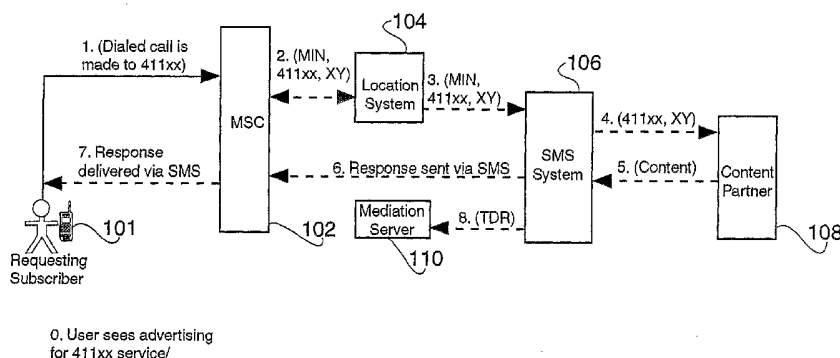 1. (Dialed call is
made to 411xx)
2. (MIN,
411xx, XY)
104
Location
System
3. (MIN,
411xx, XY)
106
MSC
4. (411xx, XY)
7. Response
delivered via SMS
6. Response sent via SMS
SMS
System
5. (Content)
Content
Partner
Mediation
Server
8. (TDR)
101
102
110
108
Requesting
Subscriber
0. User sees advertising
for 411xx service/